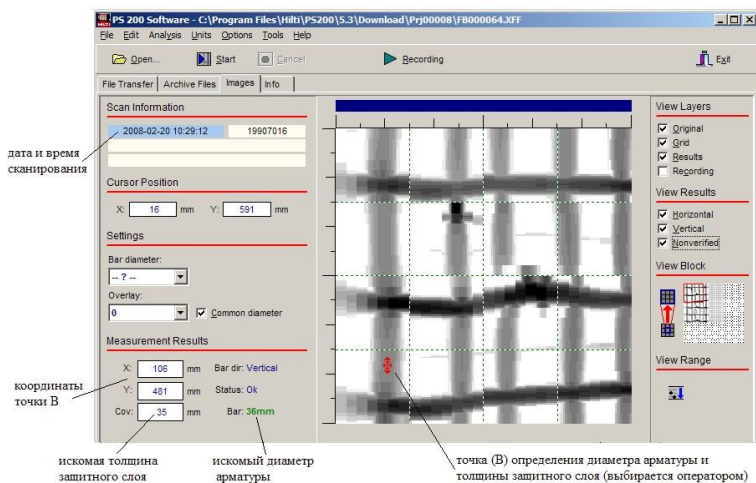 PS 200 Software - C:\Program Files\Hilti\PS200\5.3\Download\Prj00008\FB000064.XFF
File Edit Analysis Units Options Tools Help
Open... Start Cancel Recording Exit
File Transfer Archive Files Images Info
Scan Information
2008-02-20 10:29:12 19907016
дата и время
сканирования
Cursor Position
X: 16 mm Y: 591 mm
Settings
Bar diameter:
-- ? --
Overlay:
0 Common diameter
Measurement Results
X: 106 mm Bar dir: Vertical
Y: 481 mm Status: Ok
Cov: 35 mm Bar: 36mm
координаты
точки В
искомая толщина
защитного слоя
искомый диаметр
арматуры
точка (В) определения диаметра арматуры и
толщины защитного слоя (выбирается оператором)
View Layers
Original
Grid
Results
Recording
View Results
Horizontal
Vertical
Nonverified
View Block
View Range